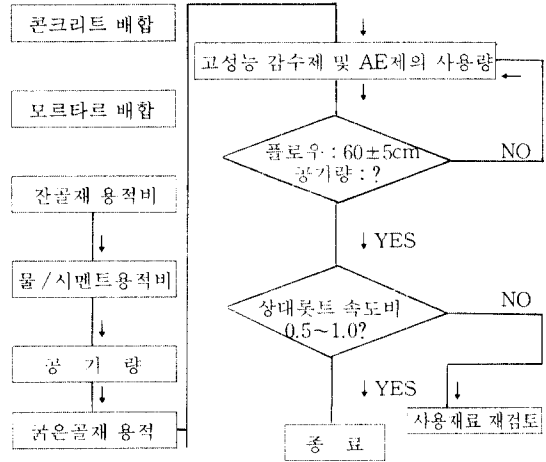 콘크리트 배합
모르타르 배합
잔골재 용적비
물/시멘트용적비
공 기 량
굵은골재 용적
고성능 감수제 및 AE제의 사용량
플로우 : 60±5cm
공기량 : ?
NO
YES
상대롯트 속도비
0.5~1.0?
NO
YES
사용재료 재검토
종 료